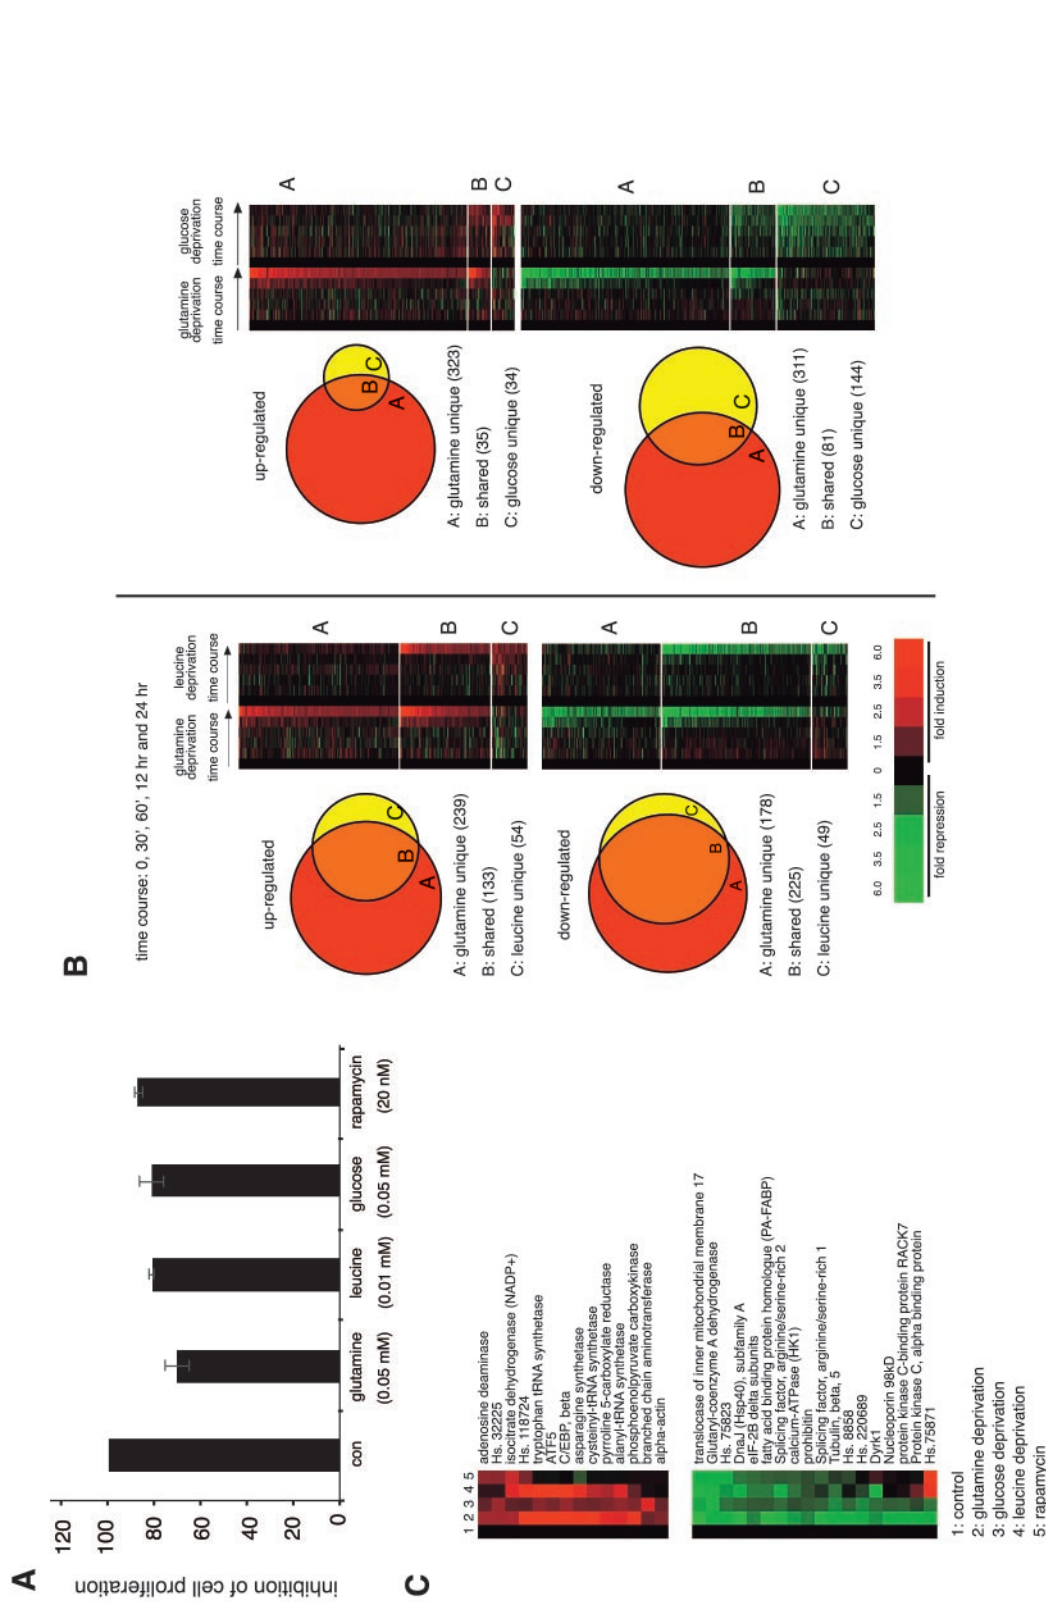 A
inhibition of cell proliferation
120
100
80
60
40
20
0
con
glutamine
(0.05 mM)
leucine
(0.01 mM)
glucose
(0.05 mM)
rapamycin
(20 nM)
B
time course: 0, 30', 60', 12 hr and 24 hr
up-regulated
A
B
C
A: glutamine unique (239)
B: shared (133)
C: leucine unique (54)
glutamine
deprivation
time course
leucine
deprivation
time course
A
B
C
down-regulated
A
B
C
A: glutamine unique (178)
B: shared (225)
C: leucine unique (49)
A
B
C
6.0 3.5 2.5 1.5 0 1.5 2.5 3.5 6.0
fold repression
fold induction
up-regulated
A
B
C
A: glutamine unique (323)
B: shared (35)
C: glucose unique (34)
glutamine
deprivation
time course
glucose
deprivation
time course
A
B
C
down-regulated
A
B
C
A: glutamine unique (311)
B: shared (81)
C: glucose unique (144)
A
B
C
C
1 2 3 4 5
adenosine deaminase
Hs. 32225
isocitrate dehydrogenase (NADP+)
Hs. 118724
tryptophan tRNA synthetase
ATF5
C/EBP, beta
asparagine synthetase
cysteinyl-tRNA synthetase
pyrroline 5-carboxylate reductase
alanyl-tRNA synthetase
phosphoenolpyruvate carboxykinase
branched chain aminotransferase
alpha-actin
translocase of inner mitochondrial membrane 17
Glutaryl-coenzyme A dehydrogenase
Hs. 75823
DnaJ (Hsp40), subfamily A
eIF-2B delta subunits
fatty acid binding protein homologue (PA-FABP)
Splicing factor, arginine/serine-rich 2
calcium-ATPase (HK1)
prohibitin
Splicing factor, arginine/serine-rich 1
Tubulin, beta, 5
Hs. 8858
Hs. 220689
Dyrk1
Nucleoporin 98kD
protein kinase C-binding protein RACK7
Protein kinase C, alpha binding protein
Hs.75871
1: control
2: glutamine deprivation
3: glucose deprivation
4: leucine deprivation
5: rapamycin